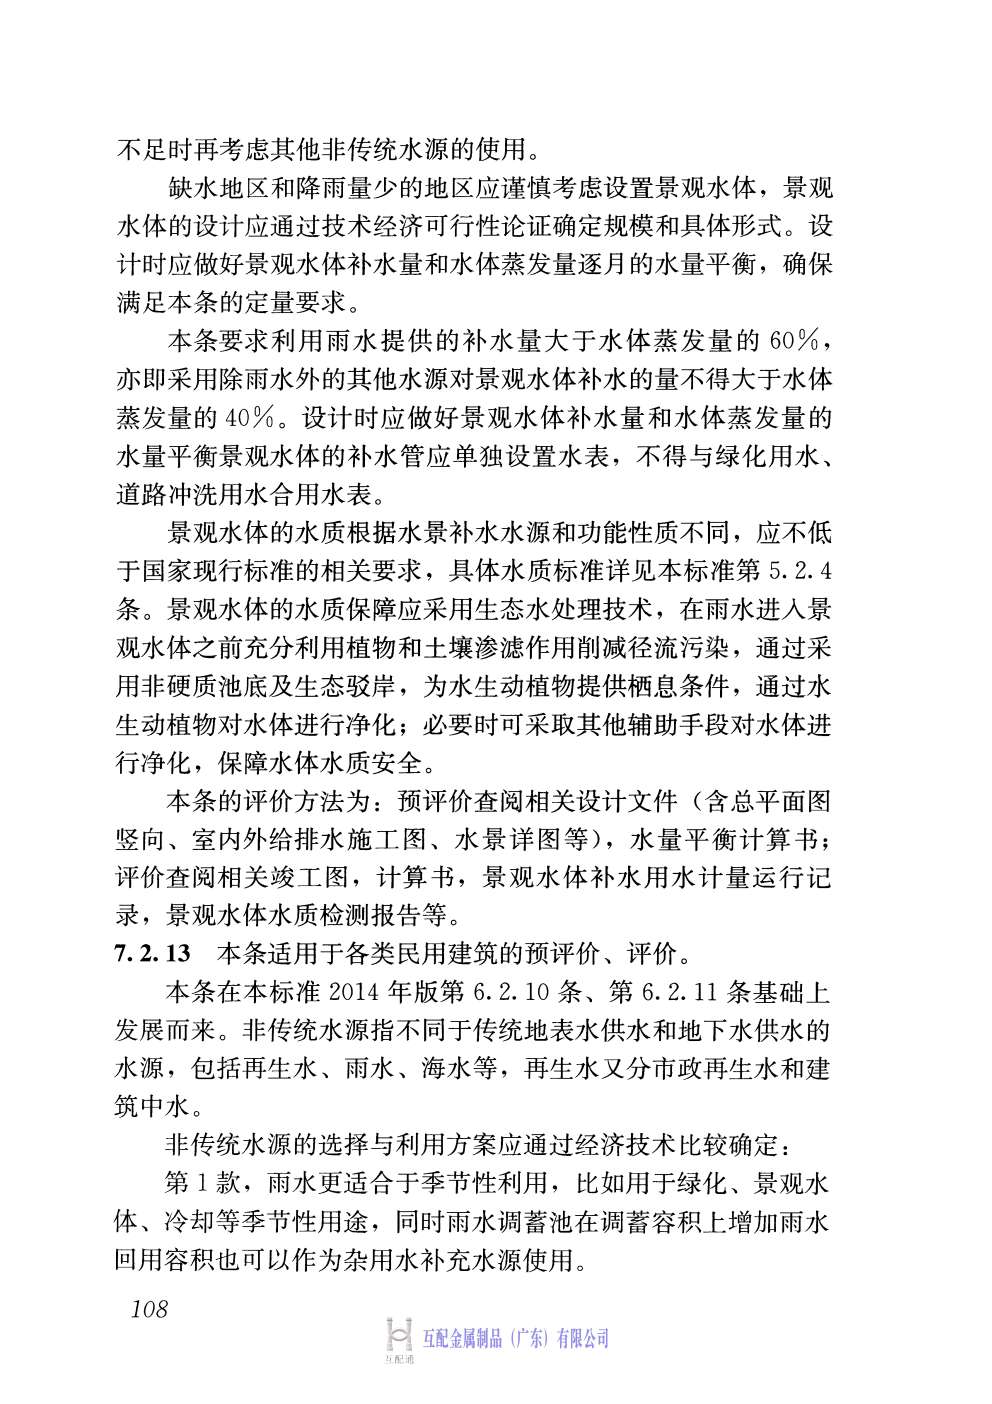 不足时再考虑其他非传统水源的使用。
缺水地区和降雨量少的地区应谨慎考虑设置景观水体，景观
水体的设计应通过技术经济可行性论证确定规模和具体形式。设
计时应做好景观水体补水量和水体蒸发量逐月的水量平衡，确保
满足本条的定量要求。
本条要求利用雨水提供的补水量大于水体蒸发量的 60%，
亦即采用除雨水外的其他水源对景观水体补水的量不得大于水体
蒸发量的 40%。设计时应做好景观水体补水量和水体蒸发量的
水量平衡景观水体的补水管应单独设置水表，不得与绿化用水、
道路冲洗用水合用水表。
景观水体的水质根据水景补水水源和功能性质不同，应不低
于国家现行标准的相关要求，具体水质标准详见本标准第 5.2.4
条。景观水体的水质保障应采用生态水处理技术，在雨水进入景
观水体之前充分利用植物和土壤渗滤作用削减径流污染，通过采
用非硬质池底及生态驳岸，为水生动植物提供栖息条件，通过水
生动植物对水体进行净化；必要时可采取其他辅助手段对水体进
行净化，保障水体水质安全。
本条的评价方法为：预评价查阅相关设计文件（含总平面图
竖向、室内外给排水施工图、水景详图等），水量平衡计算书；
评价查阅相关竣工图，计算书，景观水体补水用水计量运行记
录，景观水体水质检测报告等。
7.2.13 本条适用于各类民用建筑的预评价、评价。
本条在本标准 2014 年版第 6.2.10 条、第 6.2.11 条基础上
发展而来。非传统水源指不同于传统地表水供水和地下水供水的
水源，包括再生水、雨水、海水等，再生水又分市政再生水和建
筑中水。
非传统水源的选择与利用方案应通过经济技术比较确定：
第 1 款，雨水更适合于季节性利用，比如用于绿化、景观水
体、冷却等季节性用途，同时雨水调蓄池在调蓄容积上增加雨水
回用容积也可以作为杂用水补充水源使用。
108
互配金属制品（广东）有限公司
互配通